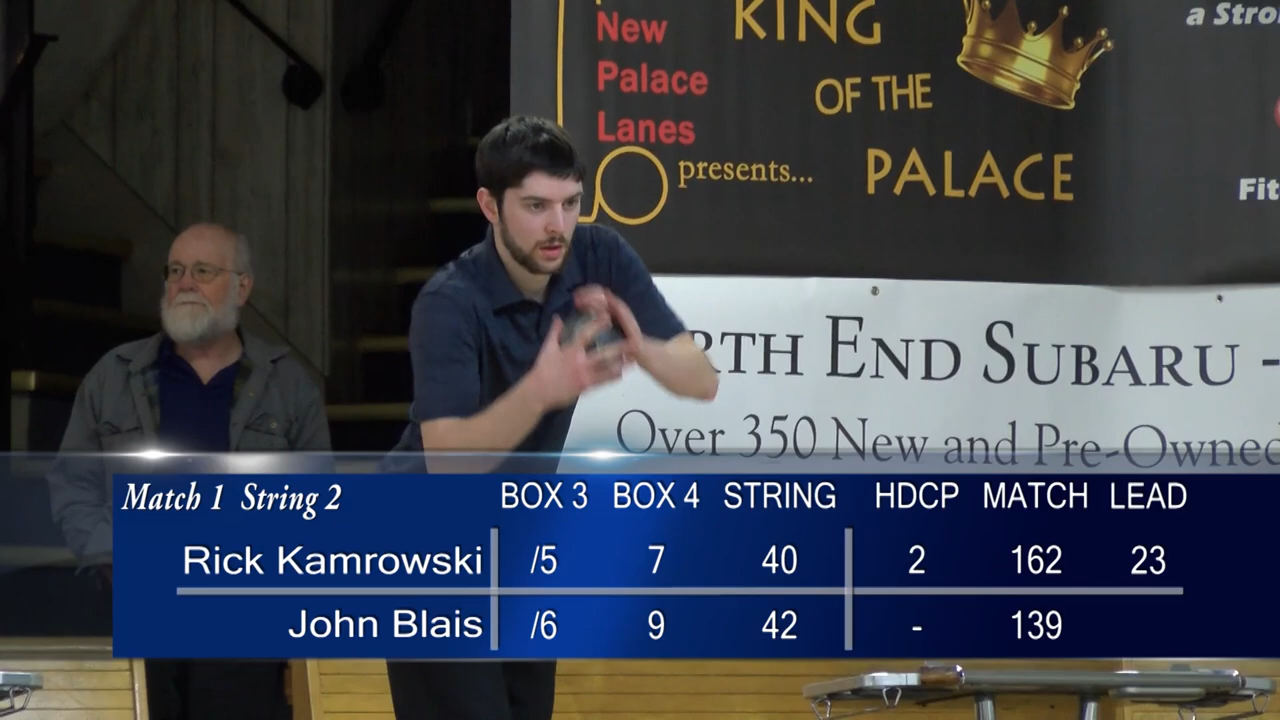 New
Palace
Lanes
presents...
KING
OF THE
PALACE
a Stro
Fit
RTH END SUBARU -
Over 350 New and Pre-Owned
Match 1 String 2 BOX 3 BOX 4 STRING HDCP MATCH LEAD
Rick Kamrowski /5 7 40 2 162 23
John Blais /6 9 42 - 139